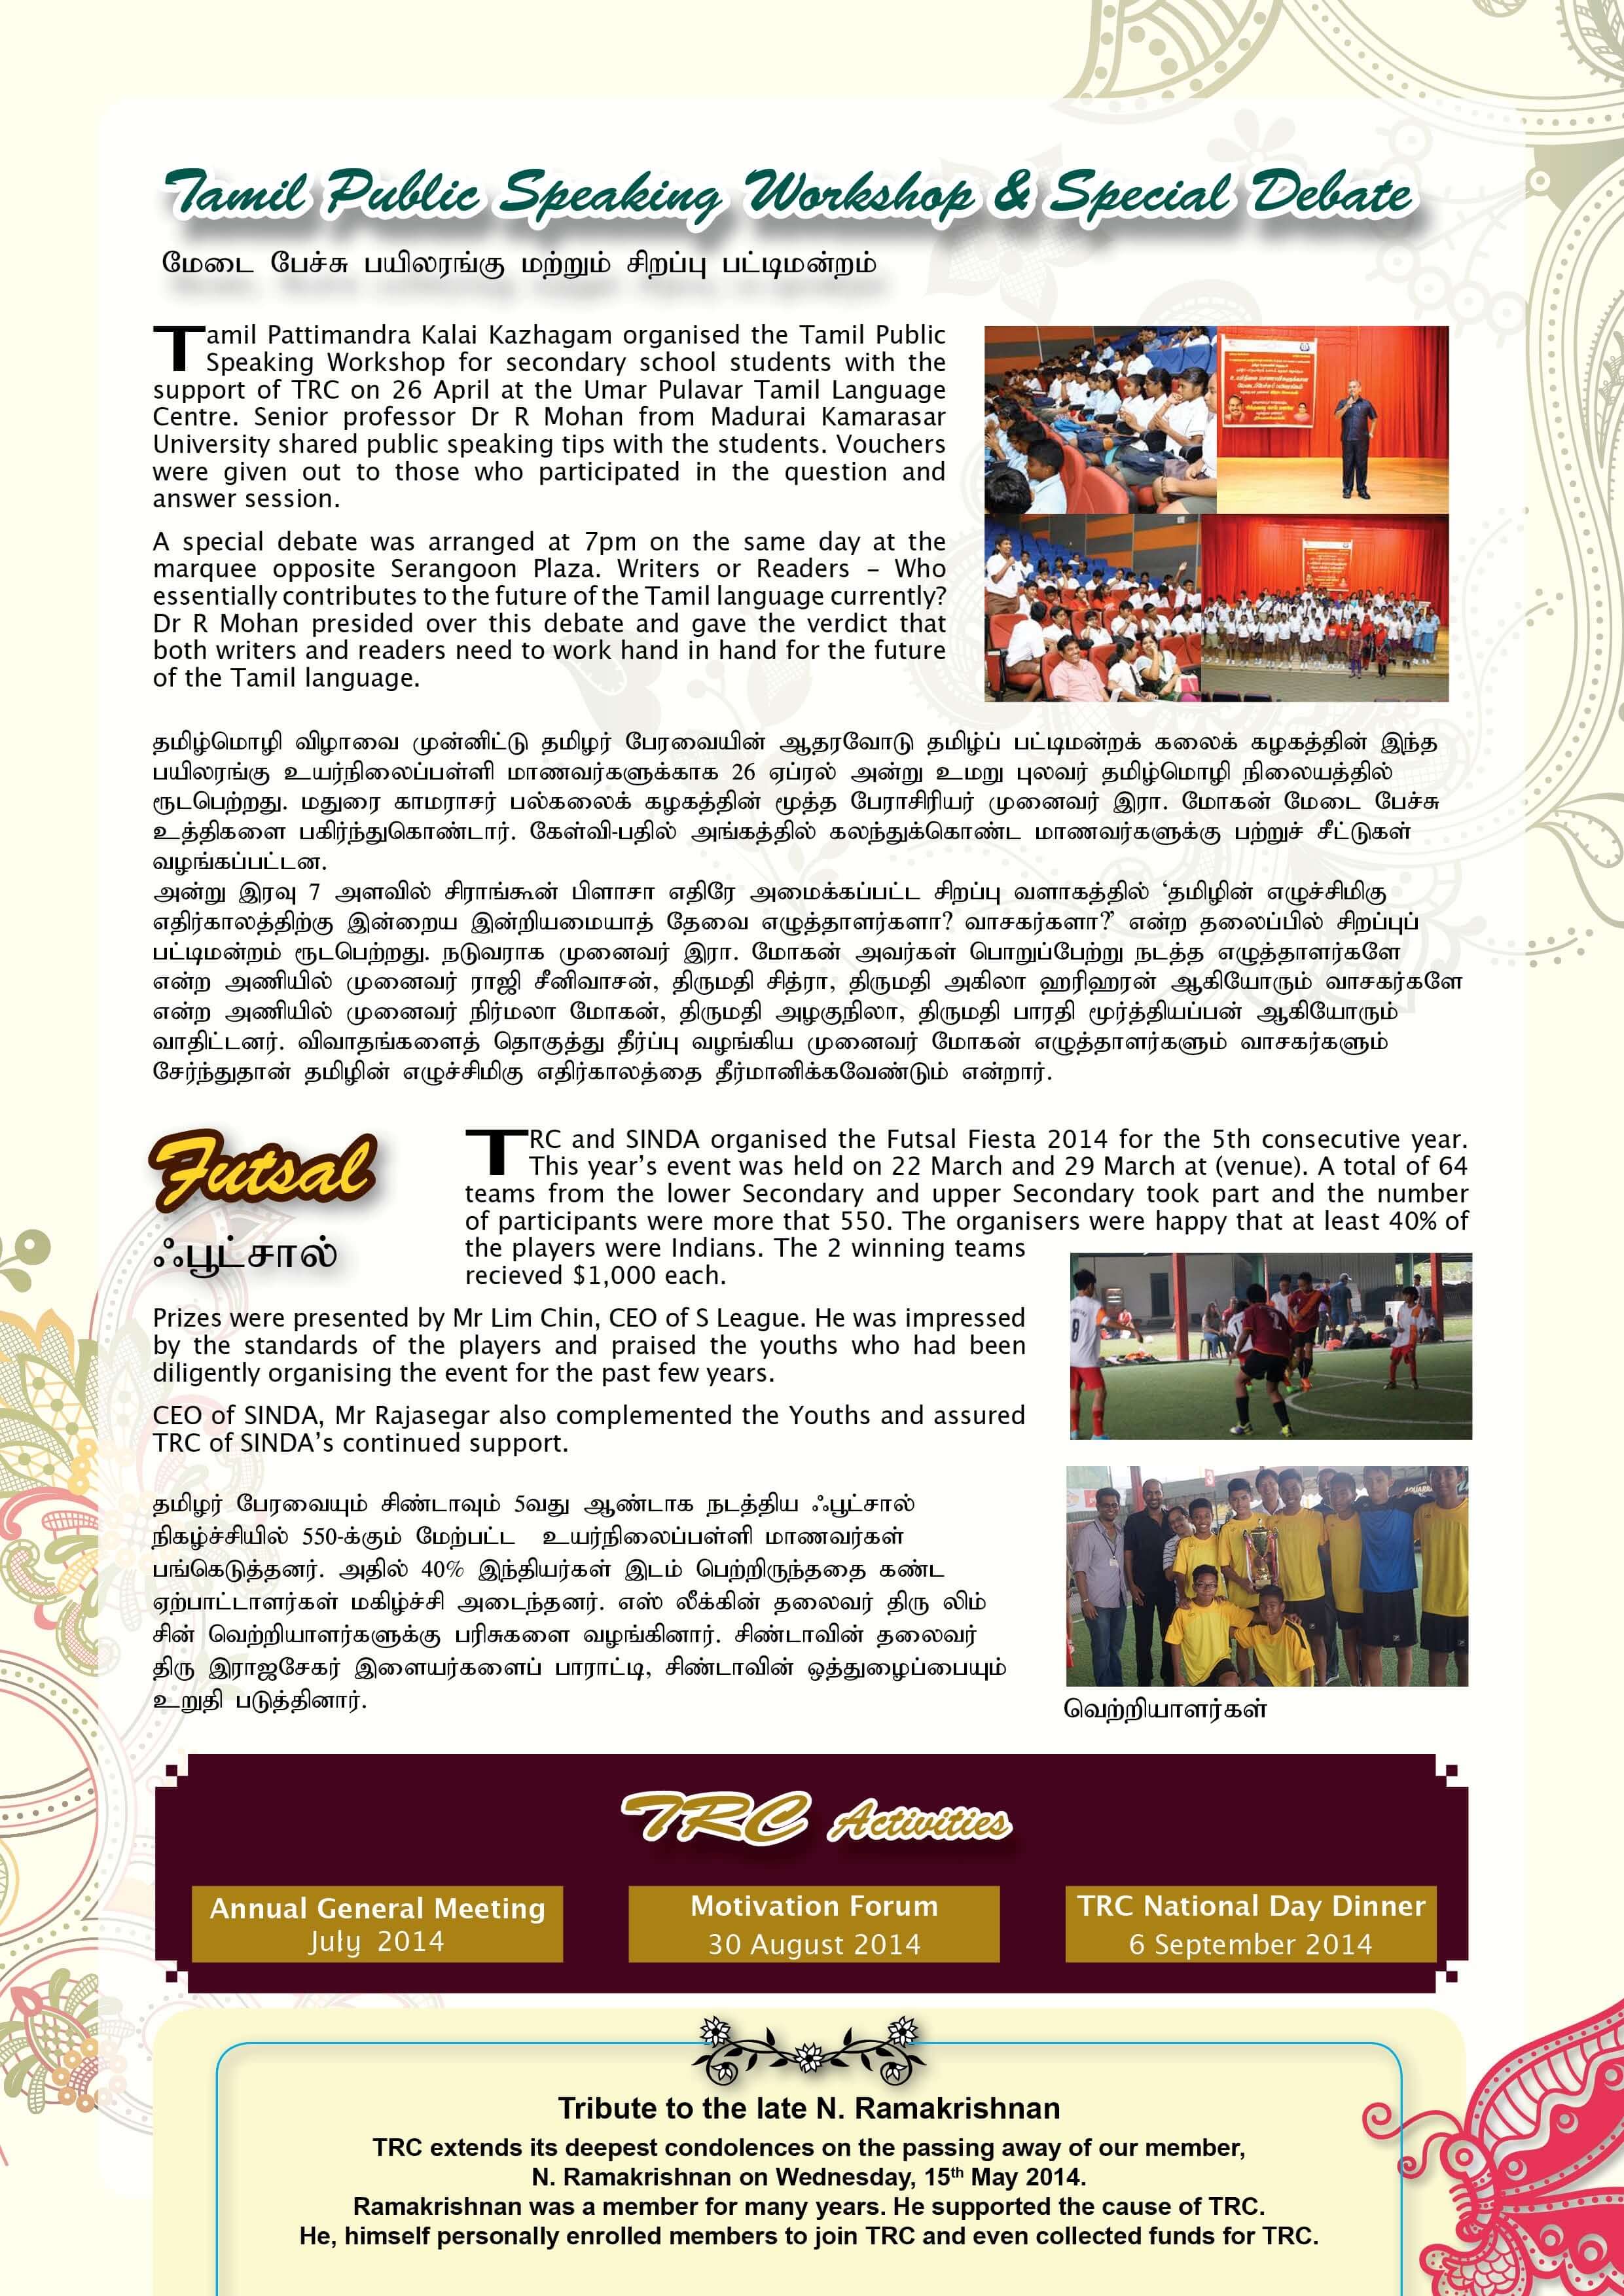 Tamil Public Speaking Workshop & Special Debate
மேடை பேச்சு பயிலரங்கு மற்றும் சிறப்பு பட்டிமன்றம்
Tamil Pattimandra Kalai Kazhagam organised the Tamil Public
Speaking Workshop for secondary school students with the
support of TRC on 26 April at the Umar Pulavar Tamil Language
Centre. Senior professor Dr R Mohan from Madurai Kamarasar
University shared public speaking tips with the students. Vouchers
were given out to those who participated in the question and
answer session.
A special debate was arranged at 7pm on the same day at the
marquee opposite Serangoon Plaza. Writers or Readers – Who
essentially contributes to the future of the Tamil language currently?
Dr R Mohan presided over this debate and gave the verdict that
both writers and readers need to work hand in hand for the future
of the Tamil language.
தமிழ்மொழி விழாவை முன்னிட்டு தமிழர் பேரவையின் ஆதரவோடு தமிழ்ப் பட்டிமன்றக் கலைக் கழகத்தின் இந்த
பயிலரங்கு உயர்நிலைப்பள்ளி மாணவர்களுக்காக 26 ஏப்ரல் அன்று உமறு புலவர் தமிழ்மொழி நிலையத்தில்
ரூடபெற்றது. மதுரை காமராசர் பல்கலைக் கழகத்தின் மூத்த பேராசிரியர் முனைவர் இரா. மோகன் மேடை பேச்சு
உத்திகளை பகிர்ந்துகொண்டார். கேள்வி-பதில் அங்கத்தில் கலந்துக்கொண்ட மாணவர்களுக்கு பற்றுச் சீட்டுகள்
வழங்கப்பட்டன.
அன்று இரவு 7 அளவில் சிராங்கூன் பிளாசா எதிரே அமைக்கப்பட்ட சிறப்பு வளாகத்தில் ‘தமிழின் எழுச்சிமிகு
எதிர்காலத்திற்கு இன்றைய இன்றியமையாத் தேவை எழுத்தாளர்களா? வாசகர்களா?’ என்ற தலைப்பில் சிறப்புப்
பட்டிமன்றம் ரூடபெற்றது. நடுவராக முனைவர் இரா. மோகன் அவர்கள் பொறுப்பேற்று நடத்த எழுத்தாளர்களே
என்ற அணியில் முனைவர் ராஜி சீனிவாசன், திருமதி சித்ரா, திருமதி அகிலா ஹரிஹரன் ஆகியோரும் வாசகர்களே
என்ற அணியில் முனைவர் நிர்மலா மோகன், திருமதி அழகுநிலா, திருமதி பாரதி மூர்த்தியப்பன் ஆகியோரும்
வாதிட்டனர். விவாதங்களைத் தொகுத்து தீர்ப்பு வழங்கிய முனைவர் மோகன் எழுத்தாளர்களும் வாசகர்களும்
சேர்ந்துதான் தமிழின் எழுச்சிமிகு எதிர்காலத்தை தீர்மானிக்கவேண்டும் என்றார்.
Futsal
ஃபூட்சால்
TRC and SINDA organised the Futsal Fiesta 2014 for the 5th consecutive year.
This year’s event was held on 22 March and 29 March at (venue). A total of 64
teams from the lower Secondary and upper Secondary took part and the number
of participants were more that 550. The organisers were happy that at least 40% of
the players were Indians. The 2 winning teams
recieved $1,000 each.
Prizes were presented by Mr Lim Chin, CEO of S League. He was impressed
by the standards of the players and praised the youths who had been
diligently organising the event for the past few years.
CEO of SINDA, Mr Rajasegar also complemented the Youths and assured
TRC of SINDA’s continued support.
தமிழர் பேரவையும் சிண்டாவும் 5வது ஆண்டாக நடத்திய ஃபூட்சால்
நிகழ்ச்சியில் 550-க்கும் மேற்பட்ட உயர்நிலைப்பள்ளி மாணவர்கள்
பங்கெடுத்தனர். அதில் 40% இந்தியர்கள் இடம் பெற்றிருந்ததை கண்ட
ஏற்பாட்டாளர்கள் மகிழ்ச்சி அடைந்தனர். எஸ் லீக்கின் தலைவர் திரு லிம்
சின் வெற்றியாளர்களுக்கு பரிசுகளை வழங்கினார். சிண்டாவின் தலைவர்
திரு இராஜசேகர் இளையர்களைப் பாராட்டி, சிண்டாவின் ஒத்துழைப்பையும்
உறுதி படுத்தினார்.
வெற்றியாளர்கள்
TRC Activities
Annual General Meeting
July 2014
Motivation Forum
30 August 2014
TRC National Day Dinner
6 September 2014
Tribute to the late N. Ramakrishnan
TRC extends its deepest condolences on the passing away of our member,
N. Ramakrishnan on Wednesday, 15th May 2014.
Ramakrishnan was a member for many years. He supported the cause of TRC.
He, himself personally enrolled members to join TRC and even collected funds for TRC.